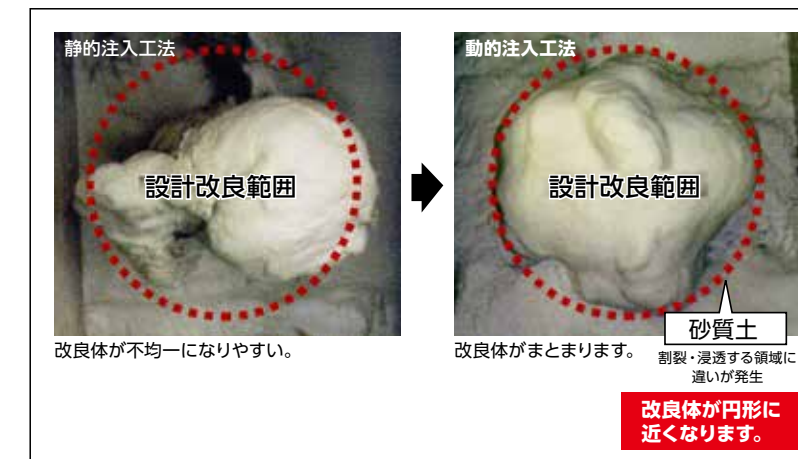 静的注入工法
設計改良範囲
改良体が不均一になりやすい。
動的注入工法
設計改良範囲
改良体がまとまります。
砂質土
割裂・浸透する領域に
違いが発生
改良体が円形に
近くなります。